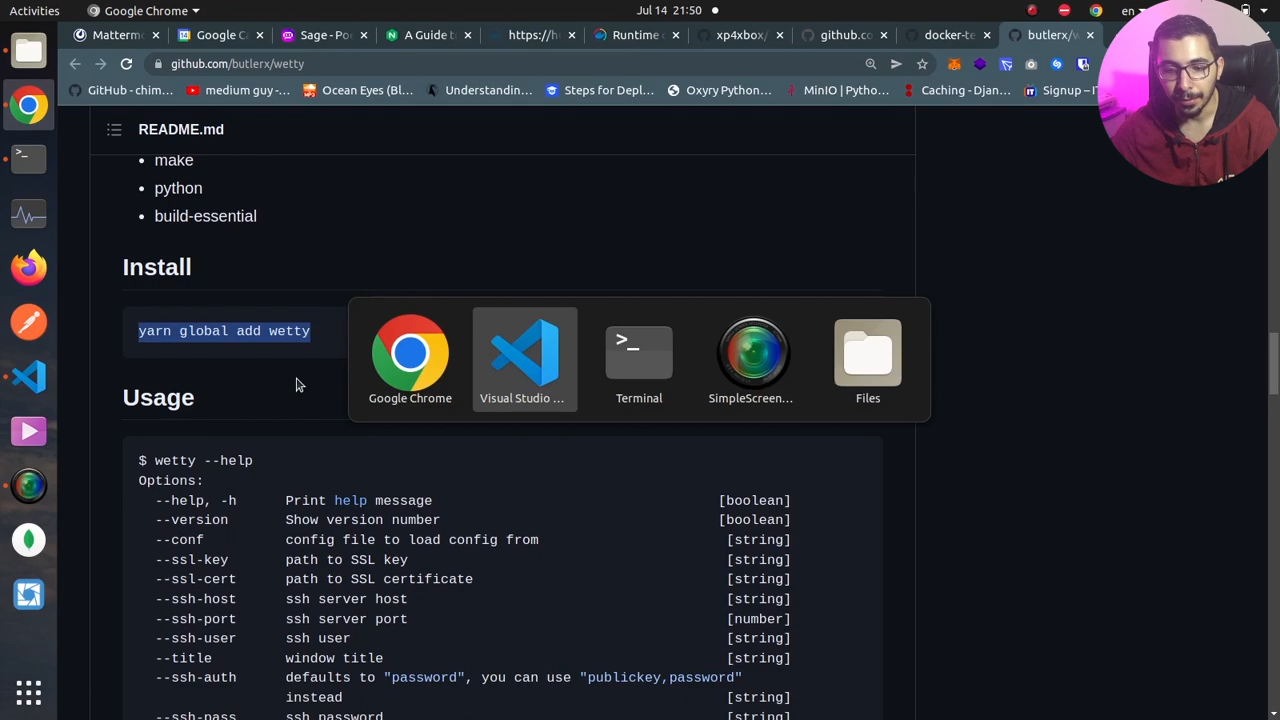 Activities
Google Chrome
Jul 14 21:50
en
Mattermo
Google C
Sage - Po
A Guide t
https://h
Runtime
xp4xbox/
github.co
docker-te
butlerx/w
github.com/butlerx/wetty
GitHub - chim...
medium guy -...
Ocean Eyes (Bl...
Understandin...
Steps for Depl...
Oxyry Python...
MinIO | Pytho...
Caching - Djan...
Signup – I
README.md
make
python
build-essential
Install
yarn global add wetty
Google Chrome
Visual Studio ...
Terminal
SimpleScreen...
Files
Usage
$ wetty --help
Options:
--help, -h Print help message [boolean]
--version Show version number [boolean]
--conf config file to load config from [string]
--ssl-key path to SSL key [string]
--ssl-cert path to SSL certificate [string]
--ssh-host ssh server host [string]
--ssh-port ssh server port [number]
--ssh-user ssh user [string]
--title window title [string]
--ssh-auth defaults to "password", you can use "publickey,password"
instead [string]
--ssh-pass ssh password [string]